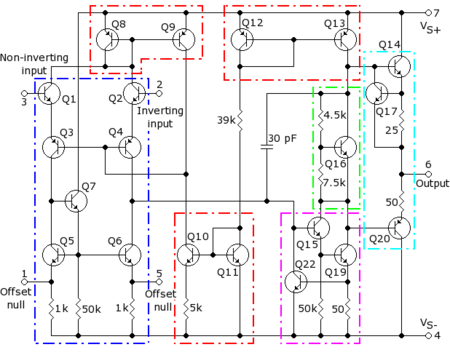 Q8 Q9 Q12 Q13 7
V_S+
Q14
Non-inverting
input
Q1 Q2 2
3
Inverting
input
Q17
39k 4.5k 25
30 pF
Q3 Q4
Q16
6
Output
7.5k
Q7
50
Q5 Q6 Q10 Q11 Q15 Q20
Q22 Q19
1 5
Offset
null
Offset
null
1k 50k 1k 5k 50k 50
V_S-
4